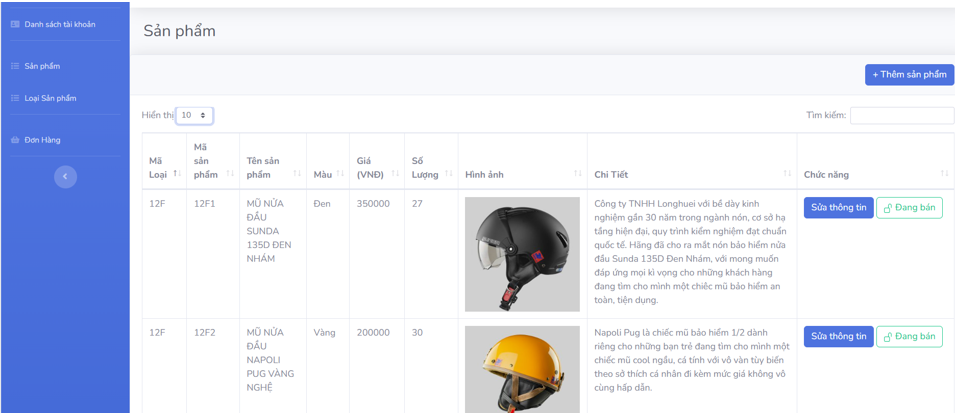 Danh sách tài khoản
Sản phẩm
Loại Sản phẩm
Đơn Hàng
Sản phẩm
+ Thêm sản phẩm
Hiển thị 10
Tìm kiếm:
Mã Loại
Mã sản phẩm
Tên sản phẩm
Màu
Giá (VNĐ)
Số Lượng
Hình ảnh
Chi Tiết
Chức năng
12F
12F1
MŨ NỬA
ĐẦU
SUNDA
135D ĐEN
NHÁM
Đen
350000
27
Công ty TNHH Longhuei với bề dày kinh
nghiệm gần 30 năm trong ngành nón, cơ sở hạ
tầng hiện đại, quy trình kiểm nghiệm đạt chuẩn
quốc tế. Hãng đã cho ra mắt nón bảo hiểm nửa
đầu Sunda 135D Đen Nhám, với mong muốn
đáp ứng mọi kì vọng cho những khách hàng
đang tìm cho mình một chiếc mũ bảo hiểm an
toàn, tiện dụng.
Sửa thông tin
Đang bán
12F
12F2
MŨ NỬA
ĐẦU
NAPOLI
PUG VÀNG
NGHỆ
Vàng
200000
30
Napoli Pug là chiếc mũ bảo hiểm 1/2 dành
riêng cho những bạn trẻ đang tìm cho mình một
chiếc mũ cool ngầu, cá tính với vô vàn tùy biến
theo sở thích cá nhân đi kèm mức giá không vô
cùng hấp dẫn.
Sửa thông tin
Đang bán